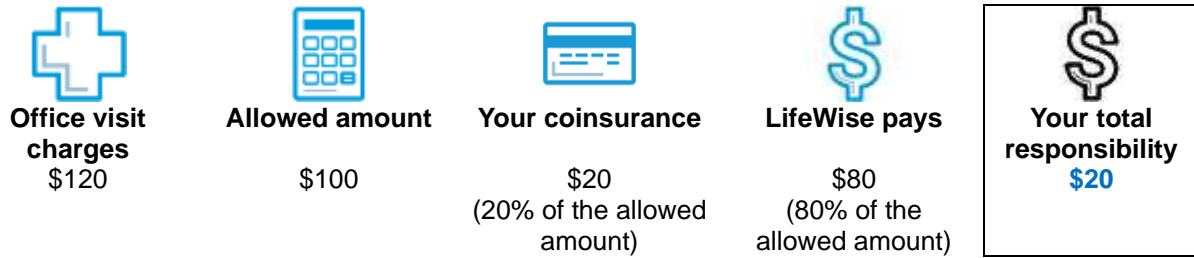 Office visit
charges
$120
Allowed amount
$100
Your coinsurance
$20
(20% of the allowed
amount)
LifeWise pays
$80
(80% of the
allowed amount)
Your total
responsibility
$20